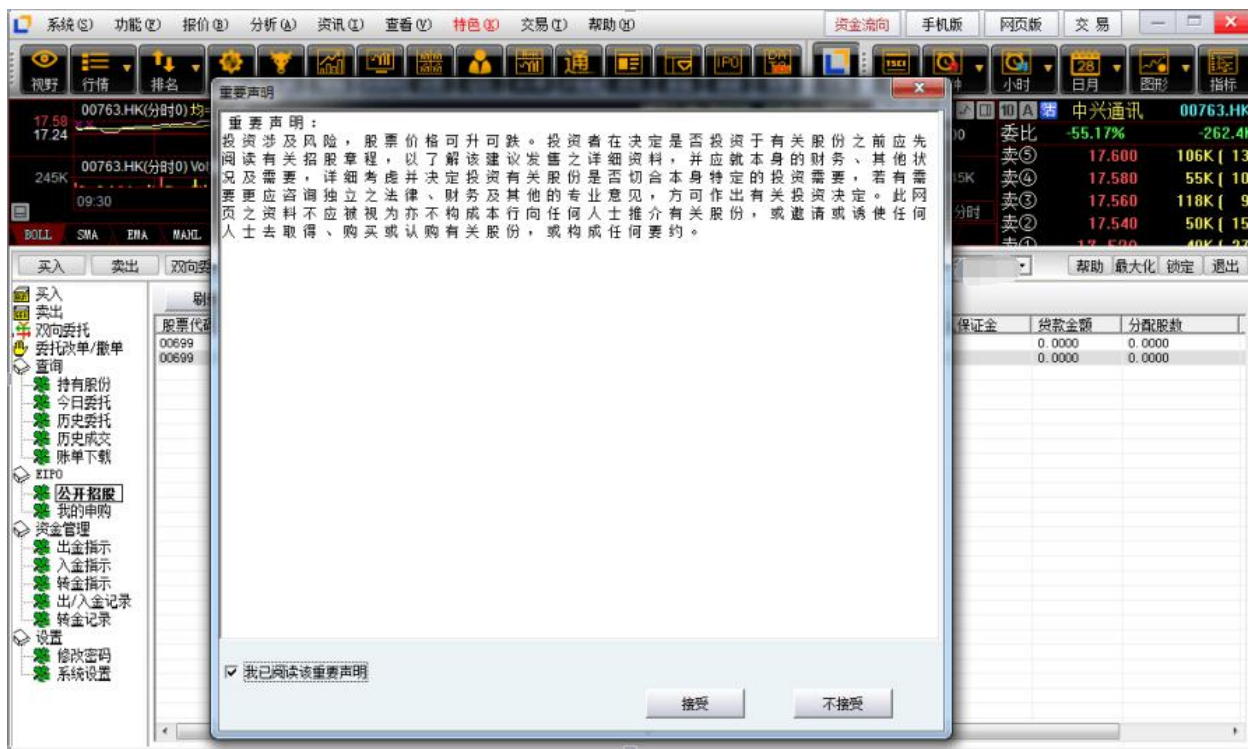 系统(S) 功能(F) 报价(B) 分析(A) 资讯(I) 查看(V) 特色(K) 交易(T) 帮助(H) 资金流向 手机版 网页版 交易
视野 行情 排名 小时 日月 图形 指标
重要声明
00763.HK(分时0) 均=
17.58
17.24
00763.HK(分时0) Vol
245K
09:30
BOLL SMA EMA MAHL
10 A 中兴通讯 00763.HK
委比 -55.17% -262.4
卖⑤ 17.600 106K [ 13
卖④ 17.580 55K [ 10
卖③ 17.560 118K [ 9
卖② 17.540 50K [ 15
分时
重要声明：
投资涉及风险，股票价格可升可跌。投资者在决定是否投资于有关股份之前应先
阅读有关招股章程，以了解该建议发售之详细资料，并应就本身的财务、其他状
况及需要，详细考虑并决定投资有关股份是否切合本身特定的投资需要，若有需
要更应咨询独立之法律、财务及其他的专业意见，方可作出有关投资决定。此网
页之资料不应被视为亦不构成本行向任何人士推介有关股份，或邀请或诱使任何
人士去取得、购买或认购有关股份，或构成任何要约。
我已阅读该重要声明
接受 不接受
买入 卖出 帮助 最大化 锁定 退出
买入
卖出
双向委托
委托改单/撤单
查询
持有股份
今日委托
历史委托
历史成交
账单下载
EIPO
公开招股
我的申购
资金管理
出金指示
入金指示
转金指示
出/入金记录
转金记录
设置
修改密码
系统设置
股票代码 保证金 贷款金额 分配股数
00699 0.0000 0.0000
00699 0.0000 0.0000